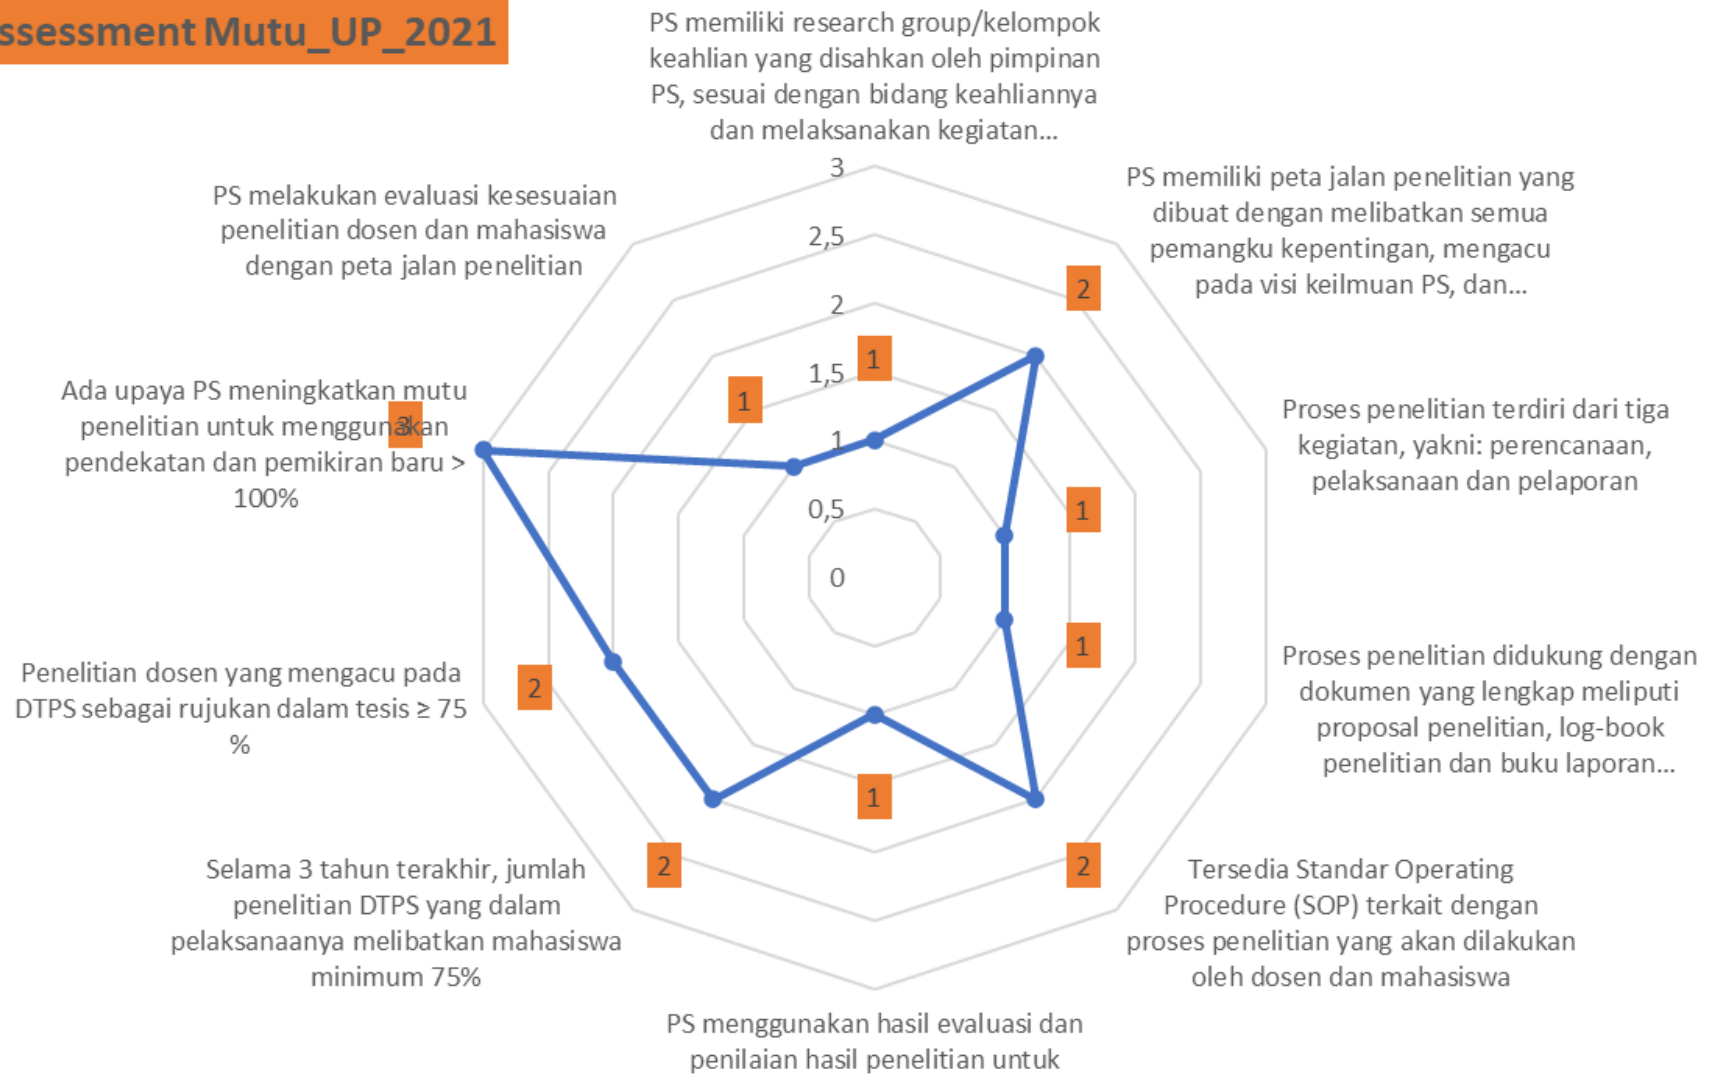 ssessment Mutu_UP_2021
PS memiliki research group/kelompok
keahlian yang disahkan oleh pimpinan
PS, sesuai dengan bidang keahliannya
dan melaksanakan kegiatan...
PS memiliki peta jalan penelitian yang
dibuat dengan melibatkan semua
pemangku kepentingan, mengacu
pada visi keilmuan PS, dan...
Proses penelitian terdiri dari tiga
kegiatan, yakni: perencanaan,
pelaksanaan dan pelaporan
Proses penelitian didukung dengan
dokumen yang lengkap meliputi
proposal penelitian, log-book
penelitian dan buku laporan...
Tersedia Standar Operating
Procedure (SOP) terkait dengan
proses penelitian yang akan dilakukan
oleh dosen dan mahasiswa
PS menggunakan hasil evaluasi dan
penilaian hasil penelitian untuk
Selama 3 tahun terakhir, jumlah
penelitian DTPS yang dalam
pelaksanaanya melibatkan mahasiswa
minimum 75%
Penelitian dosen yang mengacu pada
DTPS sebagai rujukan dalam tesis ≥ 75
%
Ada upaya PS meningkatkan mutu
penelitian untuk menggunakan
pendekatan dan pemikiran baru >
100%
PS melakukan evaluasi kesesuaian
penelitian dosen dan mahasiswa
dengan peta jalan penelitian
3
2,5
2
1,5
1
0,5
0
1
2
1
1
2
1
2
2
3
1